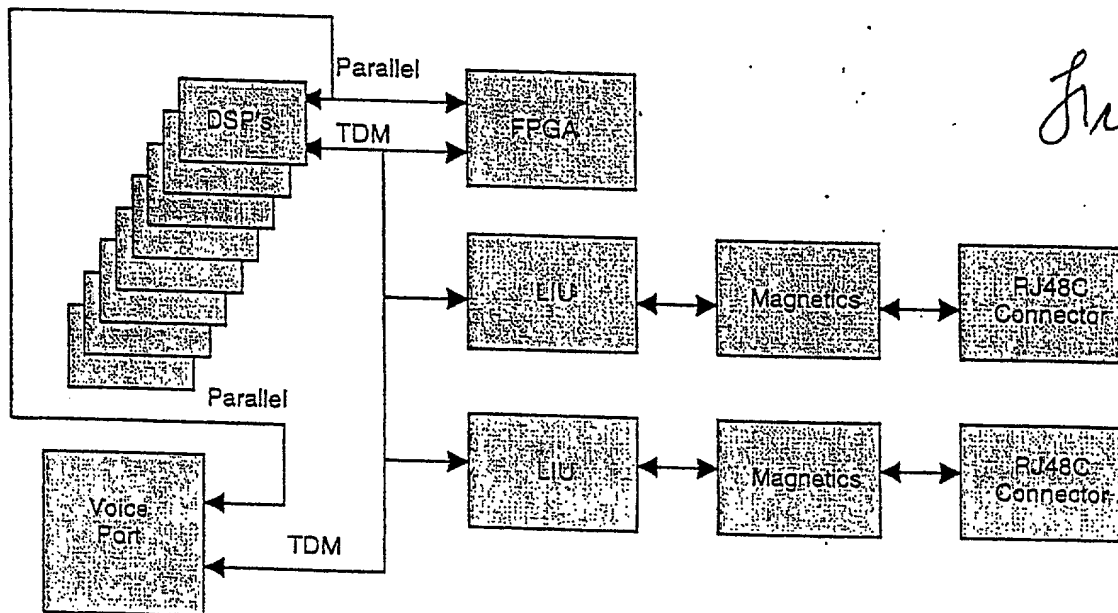 Parallel
DSP's
TDM
FPGA
LIU
Magnetics
RJ48C
Connector
Parallel
LIU
Magnetics
RJ48C
Connector
Voice
Port
TDM